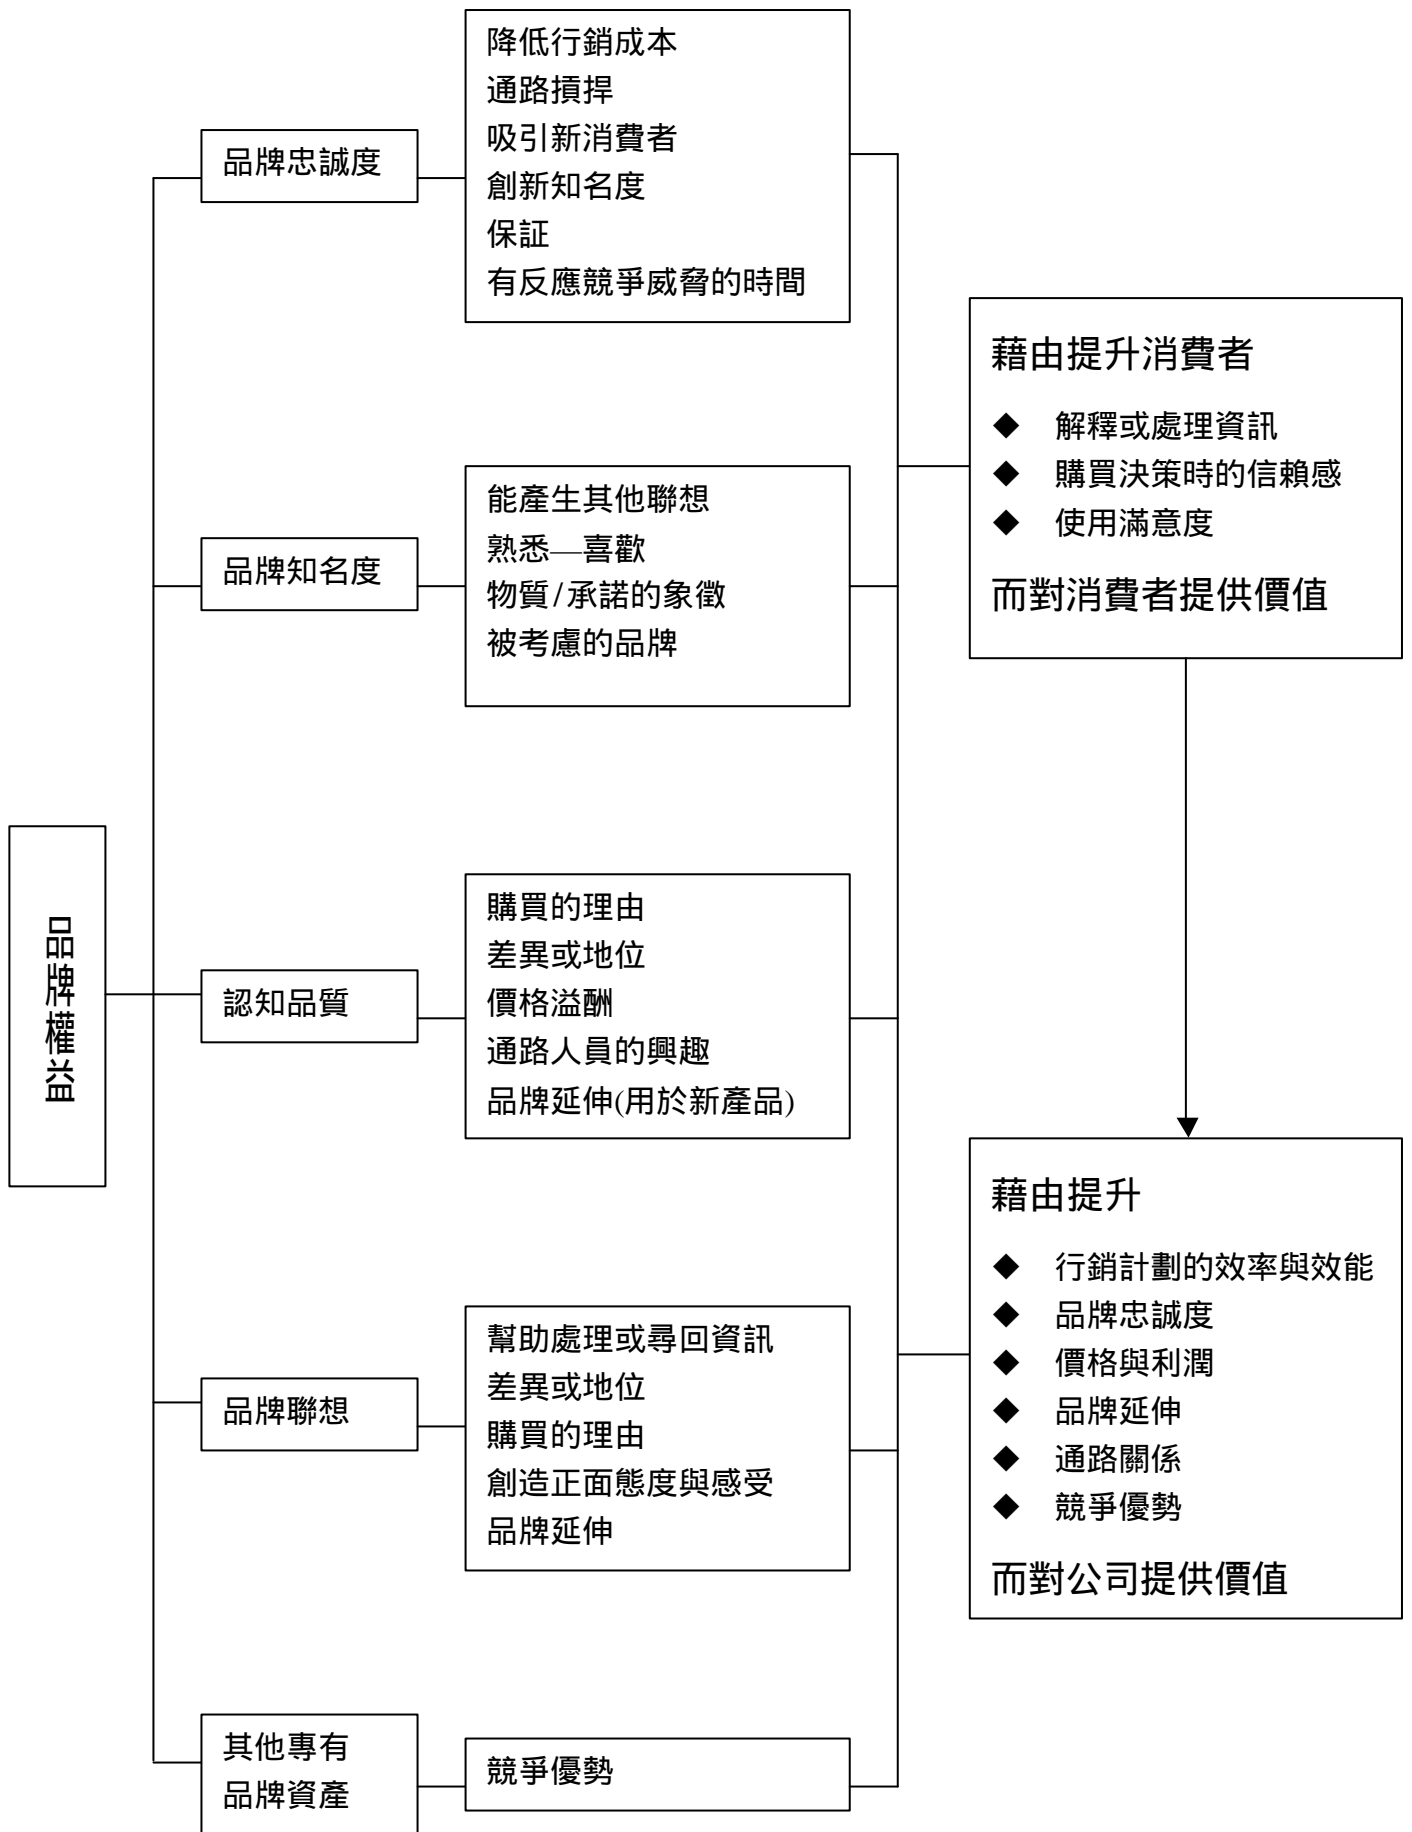 品牌權益
品牌忠誠度
降低行銷成本
通路摃捍
吸引新消費者
創新知名度
保証
有反應競爭威脅的時間
品牌知名度
能產生其他聯想
熟悉—喜歡
物質/承諾的象徵
被考慮的品牌
認知品質
購買的理由
差異或地位
價格溢酬
通路人員的興趣
品牌延伸(用於新產品)
品牌聯想
幫助處理或尋回資訊
差異或地位
購買的理由
創造正面態度與感受
品牌延伸
其他專有
品牌資產
競爭優勢
藉由提升消費者
◆ 解釋或處理資訊
◆ 購買決策時的信賴感
◆ 使用滿意度
而對消費者提供價值
藉由提升
◆ 行銷計劃的效率與效能
◆ 品牌忠誠度
◆ 價格與利潤
◆ 品牌延伸
◆ 通路關係
◆ 競爭優勢
而對公司提供價值